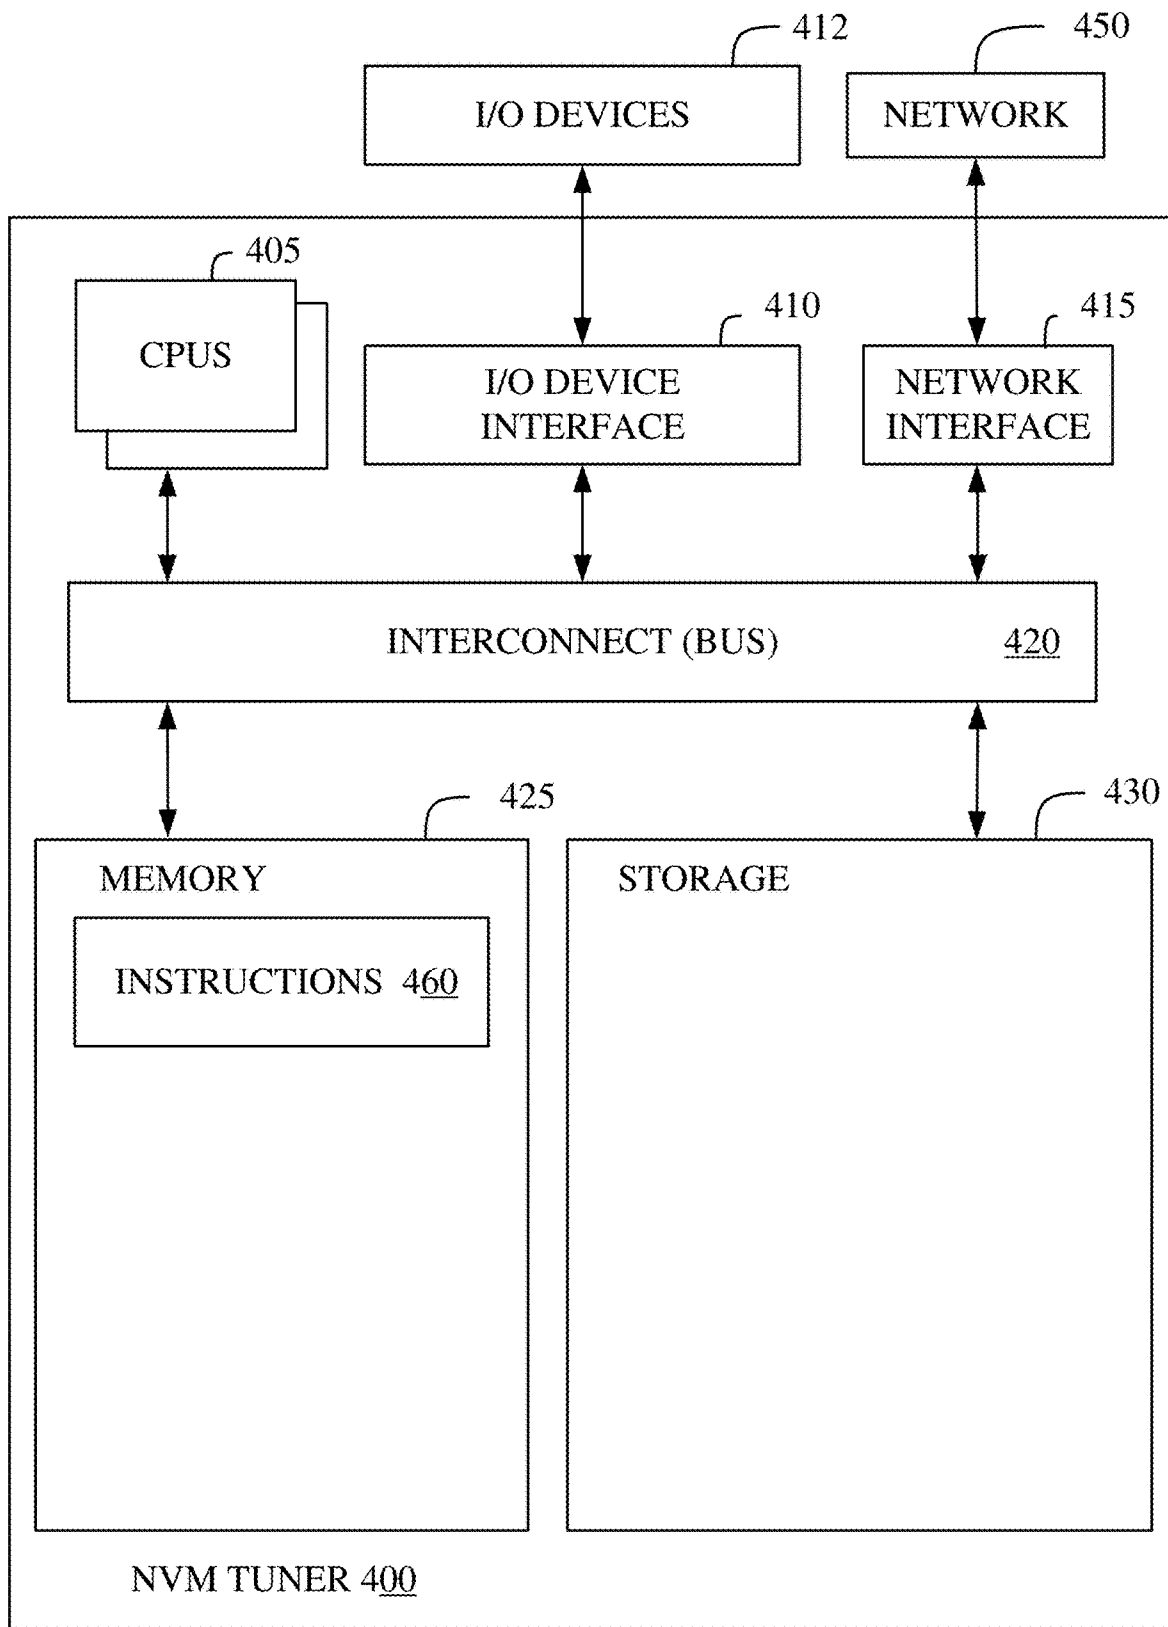 412
450
I/O DEVICES
NETWORK
405
410
415
CPUS
I/O DEVICE
INTERFACE
NETWORK
INTERFACE
INTERCONNECT (BUS) 420
425
430
MEMORY
STORAGE
INSTRUCTIONS 460
NVM TUNER 400